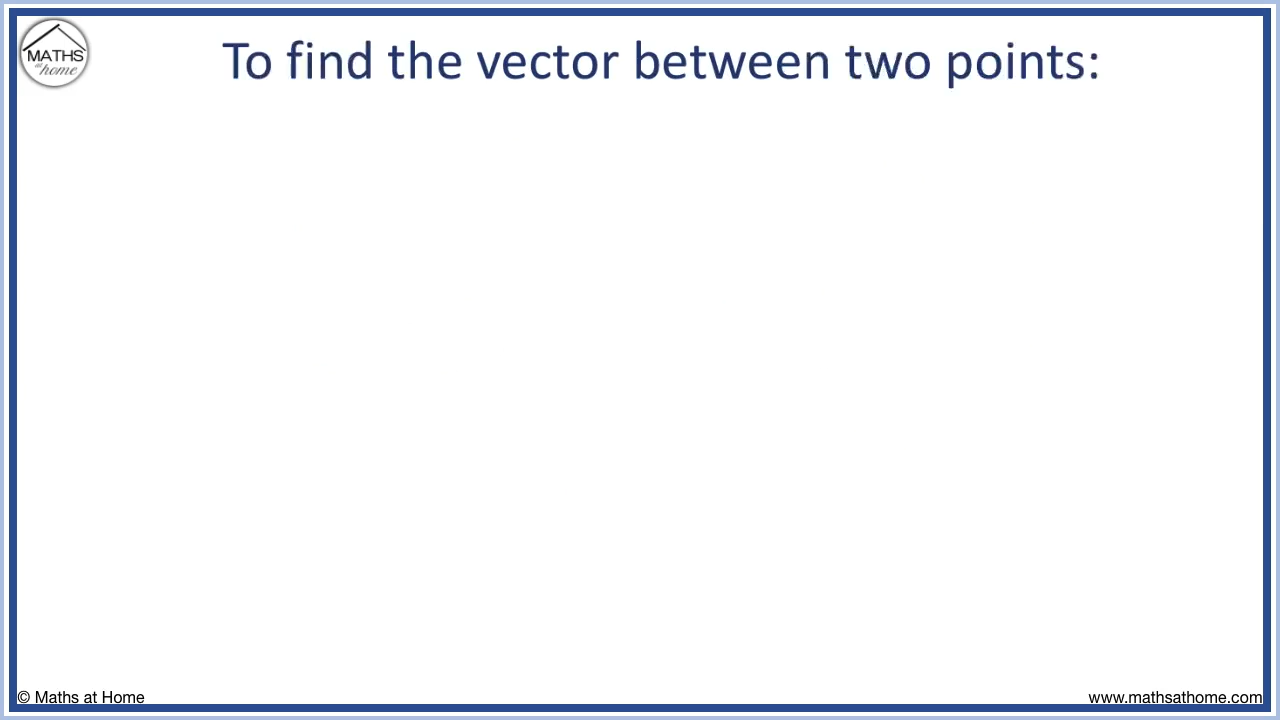 MATHS
at home
To find the vector between two points:
© Maths at Home
www.mathsathome.com